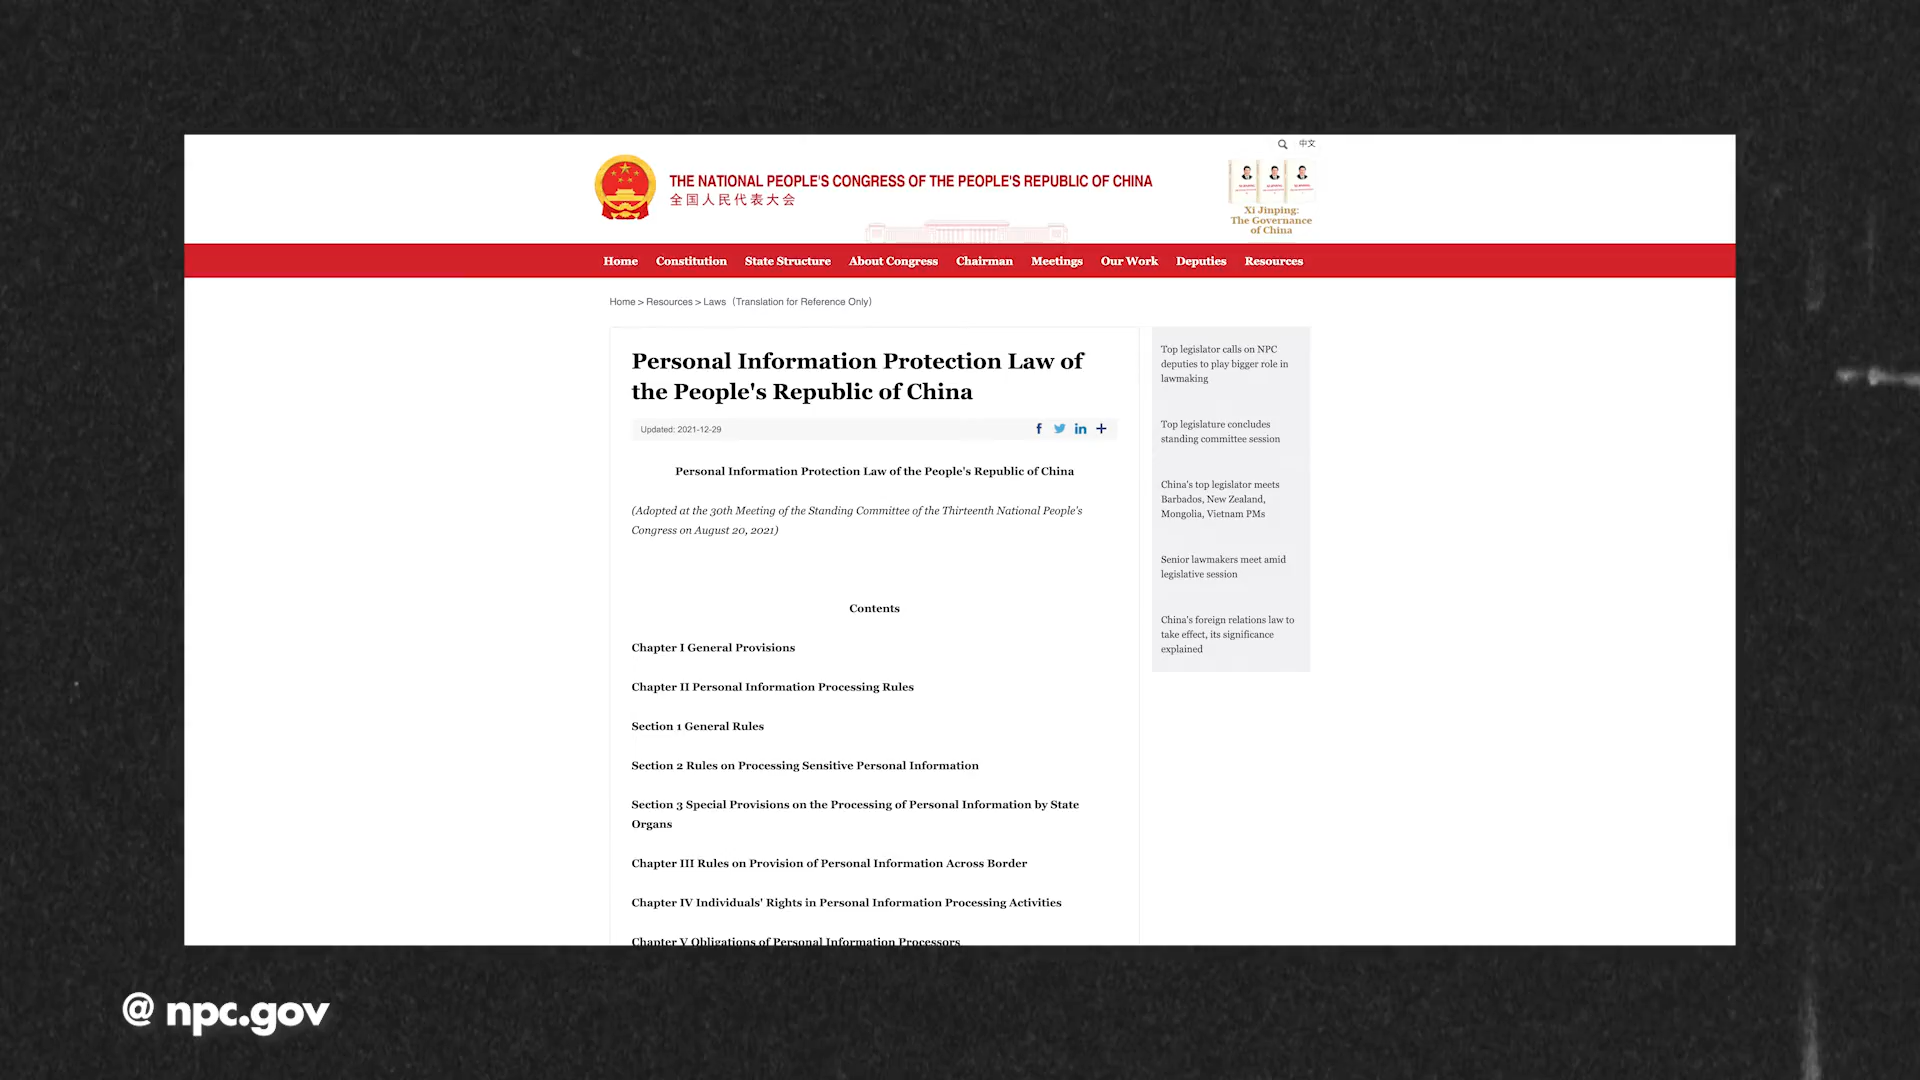 中文
THE NATIONAL PEOPLE'S CONGRESS OF THE PEOPLE'S REPUBLIC OF CHINA
全国人民代表大会
Xi Jinping:
The Governance
of China
Home Constitution State Structure About Congress Chairman Meetings Our Work Deputies Resources
Home > Resources > Laws (Translation for Reference Only)
Personal Information Protection Law of
the People's Republic of China
Updated: 2021-12-29
Personal Information Protection Law of the People's Republic of China
(Adopted at the 30th Meeting of the Standing Committee of the Thirteenth National People's
Congress on August 20, 2021)
Contents
Chapter I General Provisions
Chapter II Personal Information Processing Rules
Section 1 General Rules
Section 2 Rules on Processing Sensitive Personal Information
Section 3 Special Provisions on the Processing of Personal Information by State
Organs
Chapter III Rules on Provision of Personal Information Across Border
Chapter IV Individuals' Rights in Personal Information Processing Activities
Chapter V Obligations of Personal Information Processors
Top legislator calls on NPC
deputies to play bigger role in
lawmaking
Top legislature concludes
standing committee session
China's top legislator meets
Barbados, New Zealand,
Mongolia, Vietnam PMs
Senior lawmakers meet amid
legislative session
China's foreign relations law to
take effect, its significance
explained
@ npc.gov